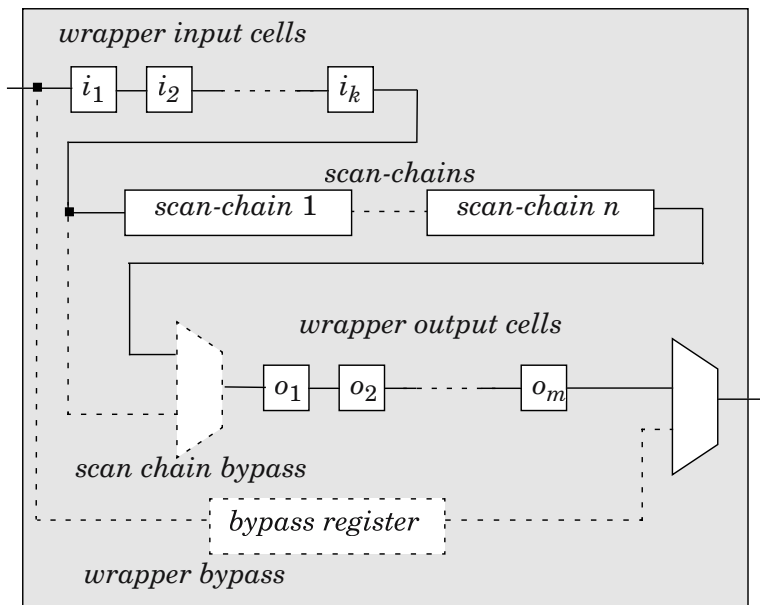 wrapper input cells
i1 i2 ik
scan-chains
scan-chain 1 scan-chain n
wrapper output cells
o1 o2 om
scan chain bypass
bypass register
wrapper bypass